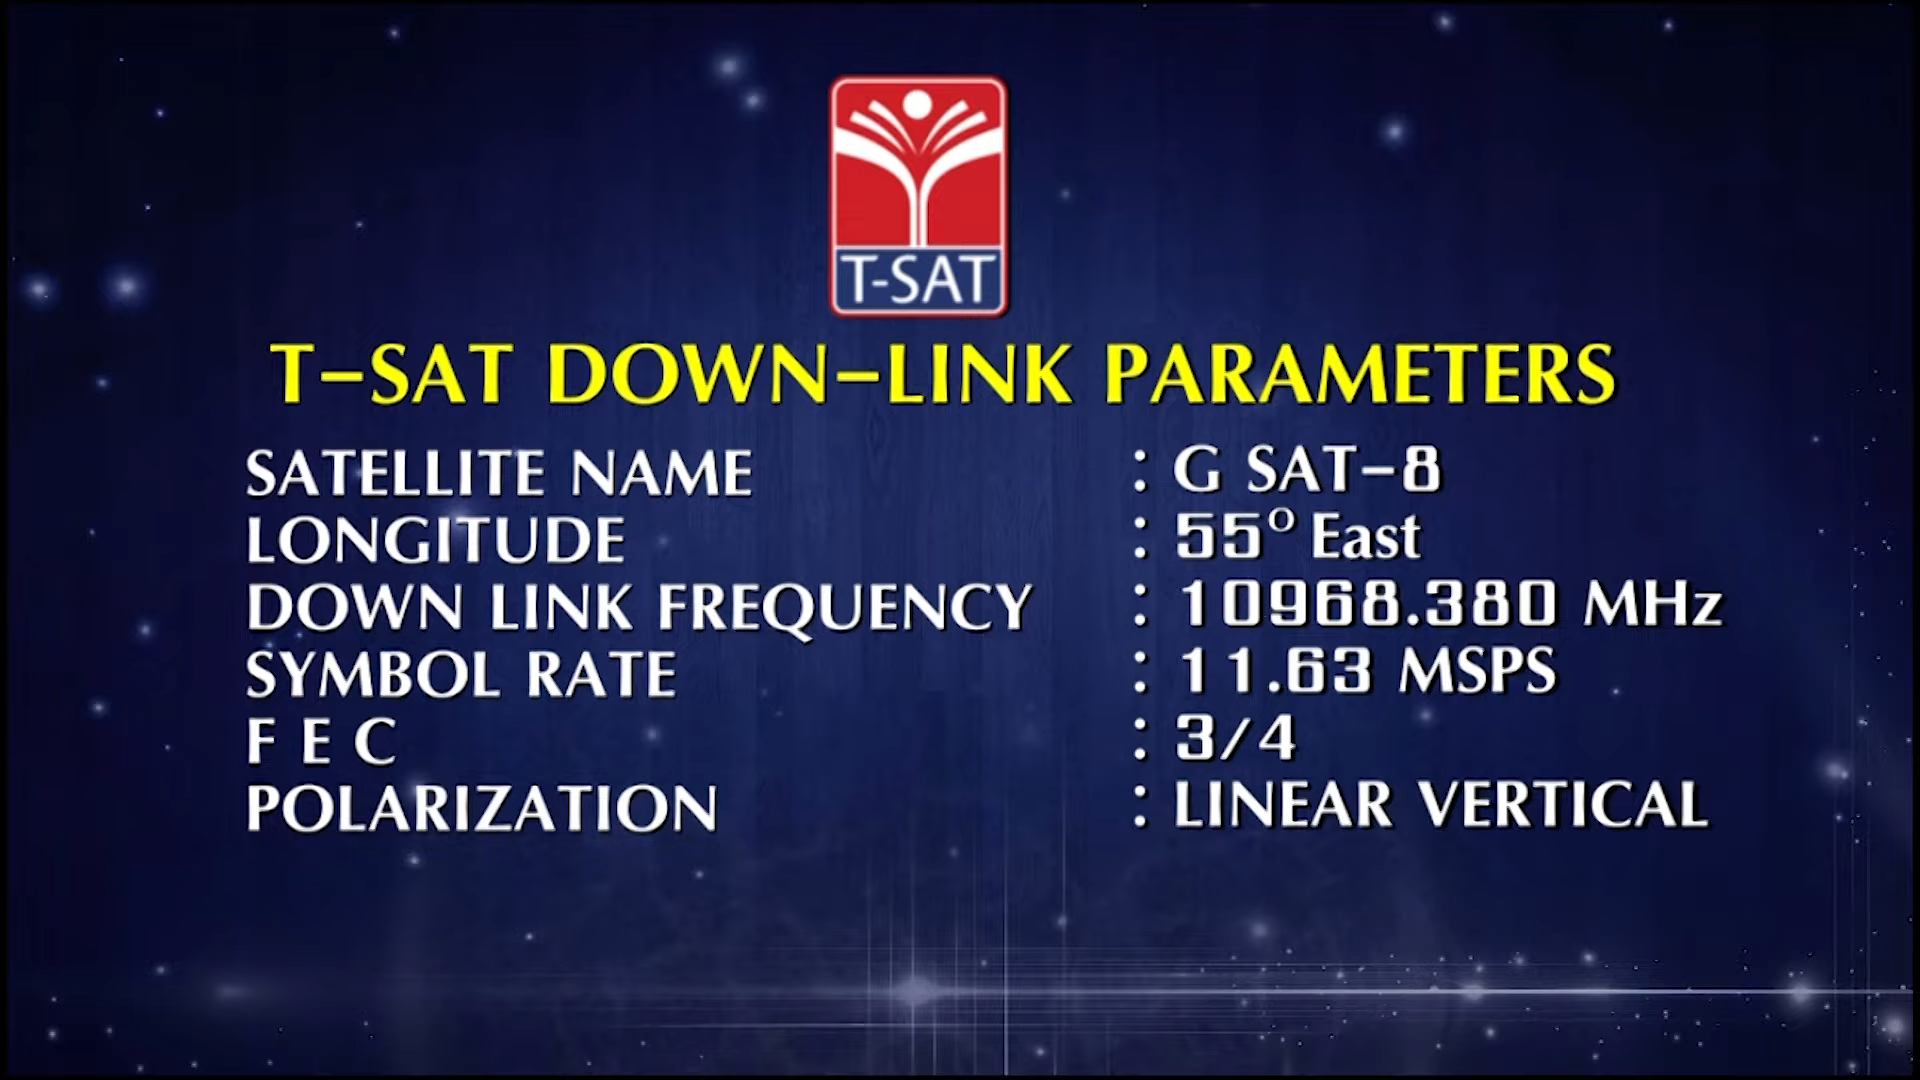 T-SAT
T-SAT DOWN-LINK PARAMETERS
SATELLITE NAME : G SAT-8
LONGITUDE : 55° East
DOWN LINK FREQUENCY : 10968.380 MHz
SYMBOL RATE : 11.63 MSPS
F E C : 3/4
POLARIZATION : LINEAR VERTICAL